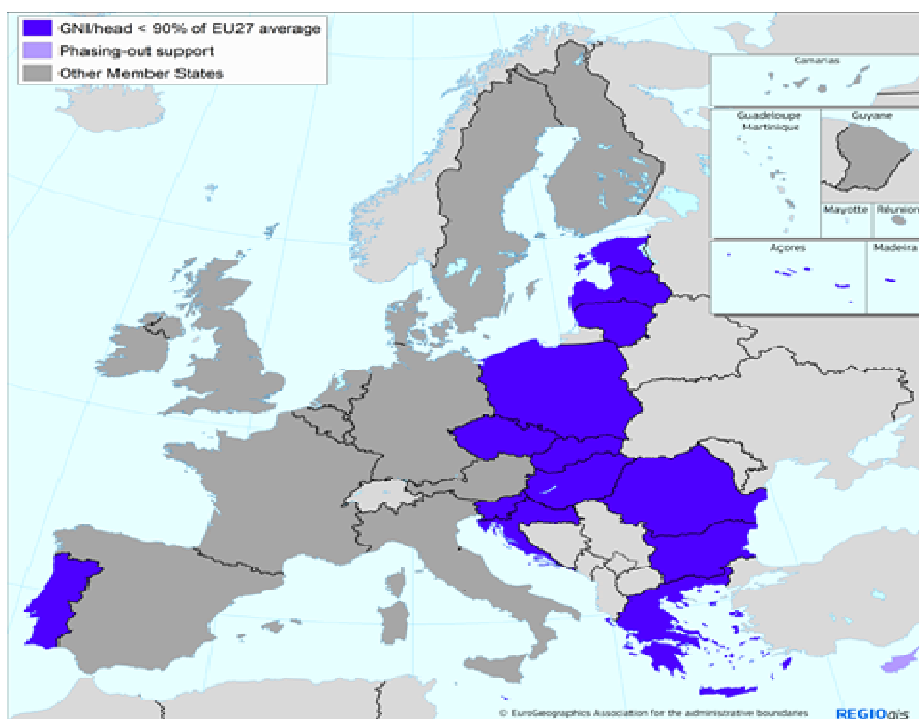 GNI/head < 90% of EU27 average
Phasing-out support
Other Member States
Canarias
Guadeloupe
Martinique
Guyane
Mayotte
Réunion
Açores
Madeira
© EuroGeographics Association for the administrative boundaries
REGIOgis